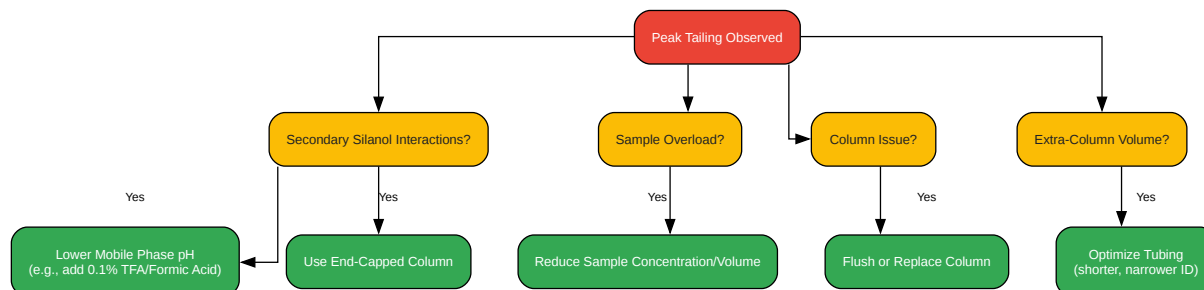 Peak Tailing Observed
Secondary Silanol Interactions?
Sample Overload?
Column Issue?
Extra-Column Volume?
Yes
Yes
Yes
Yes
Yes
Lower Mobile Phase pH
(e.g., add 0.1% TFA/Formic Acid)
Use End-Capped Column
Reduce Sample Concentration/Volume
Flush or Replace Column
Optimize Tubing
(shorter, narrower ID)